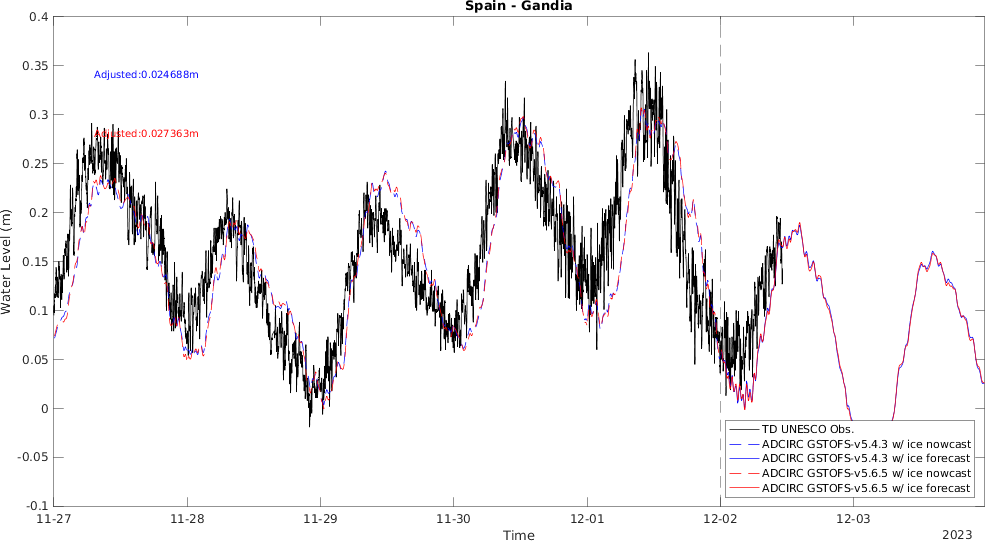 Spain - Gandia
0.4
0.35
0.3
0.25
0.2
0.15
0.1
0.05
0
-0.05
-0.1
Water Level (m)
Adjusted:0.024688m
Adjusted:0.027363m
TD UNESCO Obs.
ADCIRC GSTOFS-v5.4.3 w/ ice nowcast
ADCIRC GSTOFS-v5.4.3 w/ ice forecast
ADCIRC GSTOFS-v5.6.5 w/ ice nowcast
ADCIRC GSTOFS-v5.6.5 w/ ice forecast
11-27 11-28 11-29 11-30 12-01 12-02 12-03
Time
2023